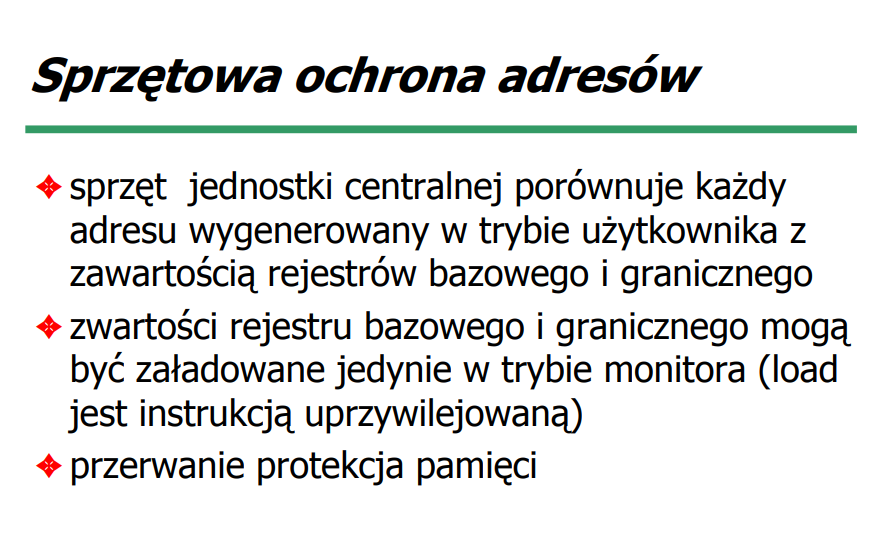 Sprzętowa ochrona adresów
sprzęt jednostki centralnej porównuje każdy
adresu wygenerowany w trybie użytkownika z
zawartością rejestrów bazowego i granicznego
zwartości rejestru bazowego i granicznego mogą
być załadowane jedynie w trybie monitora (load
jest instrukcją uprzywilejowaną)
przerwanie protekcja pamięci